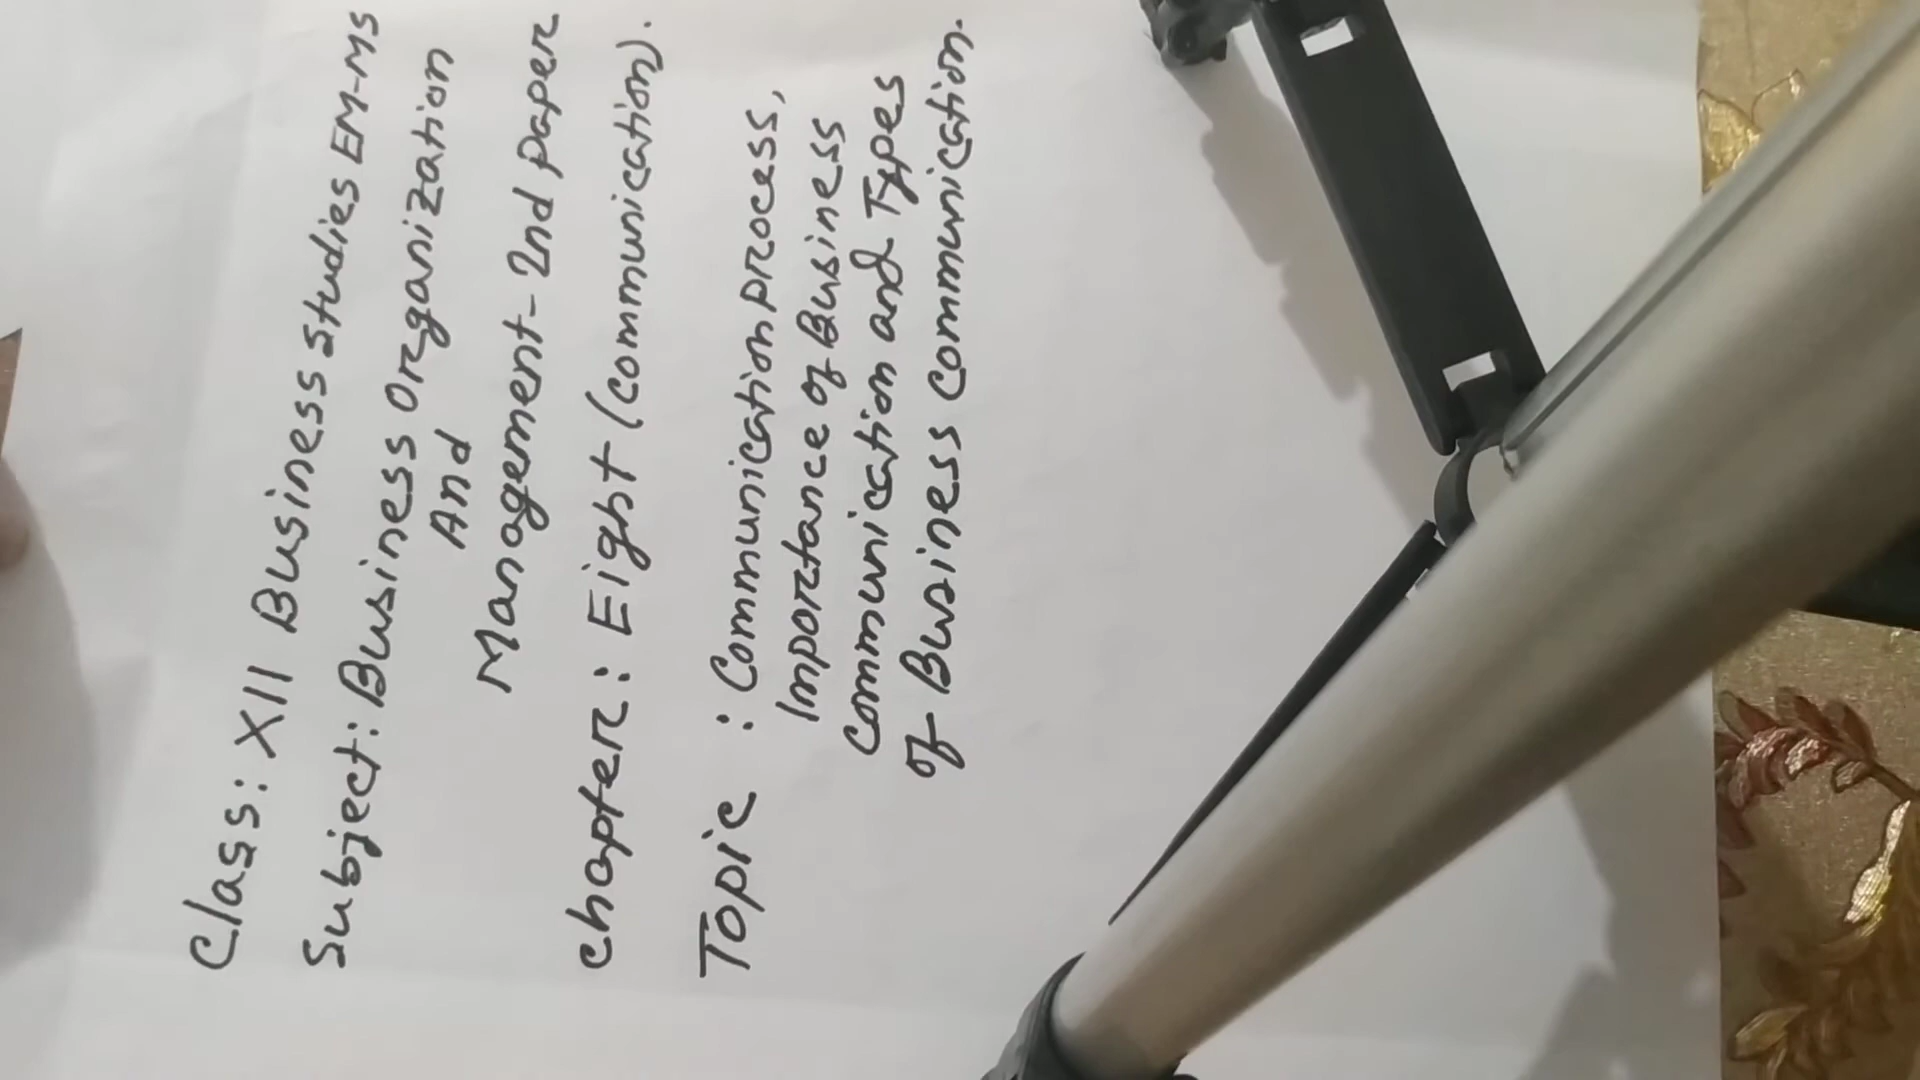 Class: XII Business Studies EM-MS
Subject: Business Organization
And
Management-2nd paper
Chapter: Eight (communication).
Topic : Communication process,
Importance of Business
communication and Types
of Business communication.